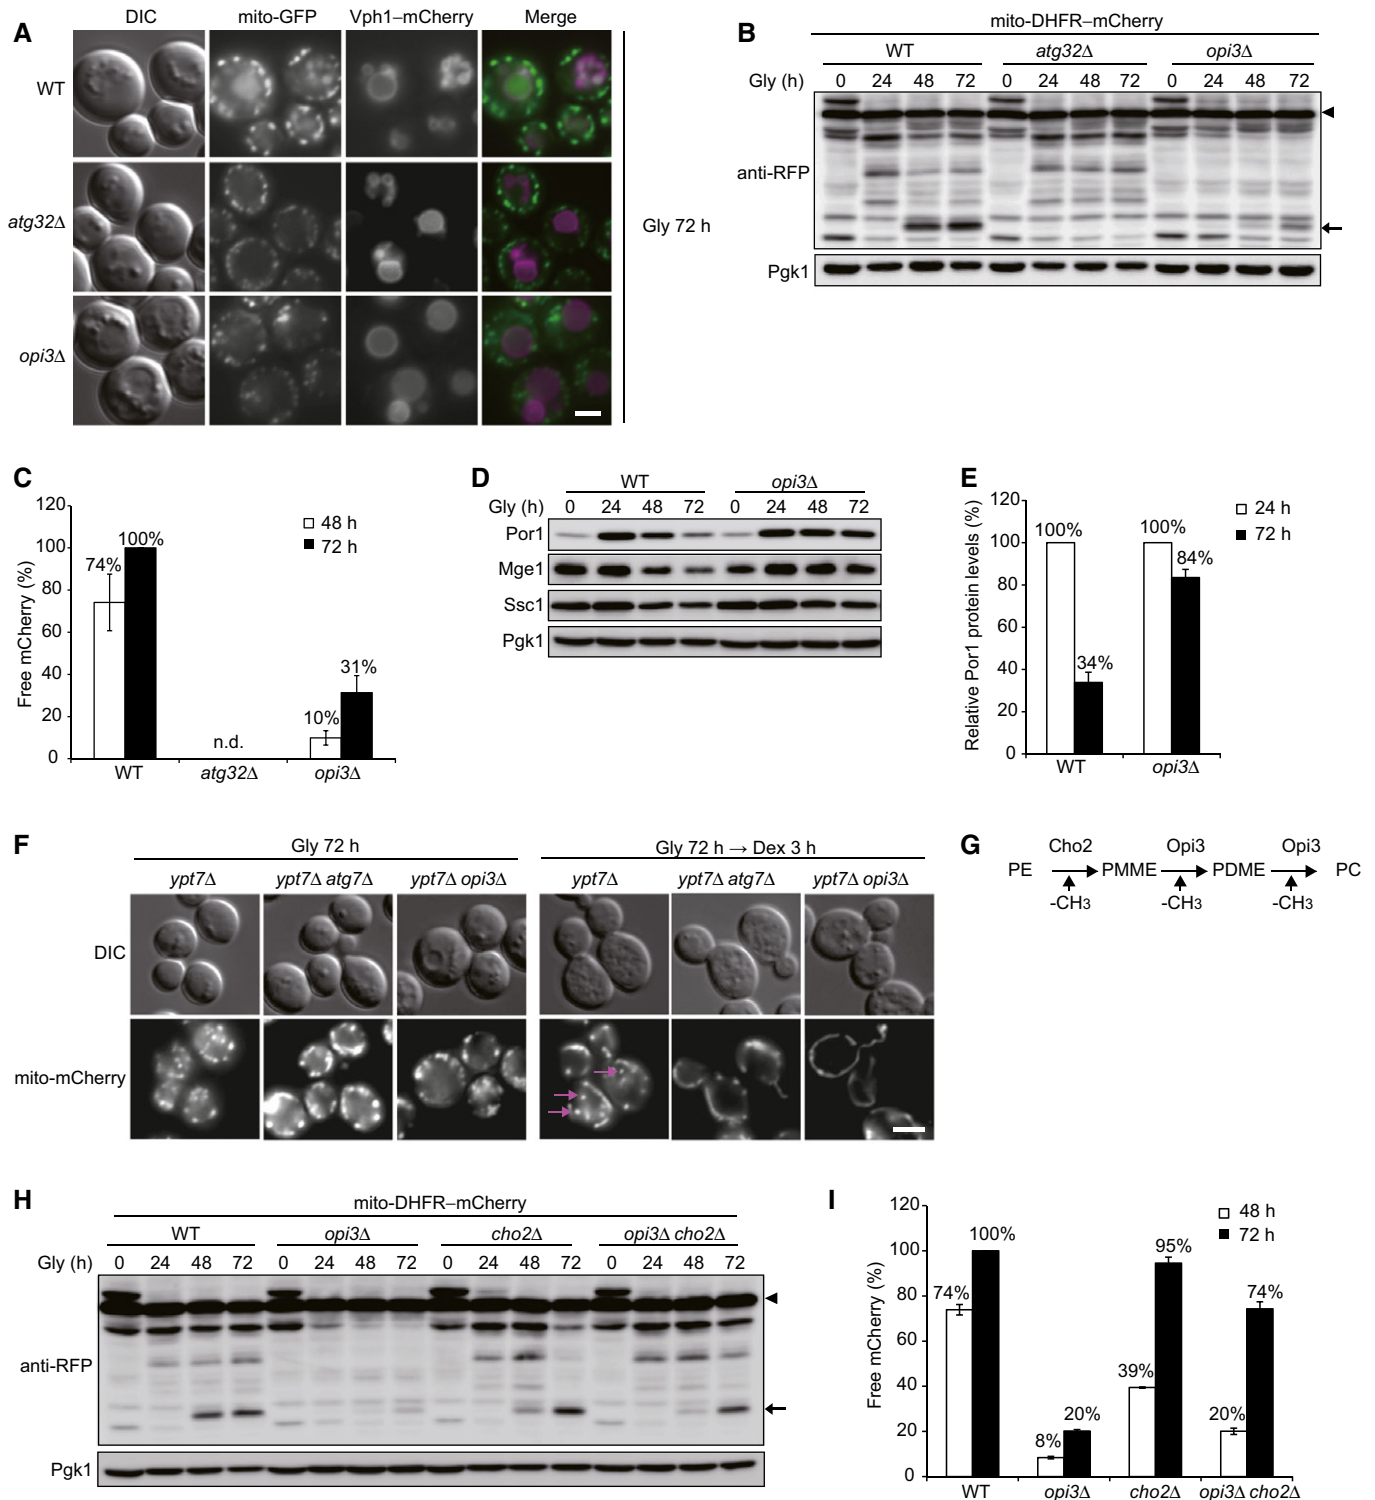 A
DIC mito-GFP Vph1–mCherry Merge
WT
atg32Δ
opi3Δ
Gly 72 h
B
mito-DHFR–mCherry
WT atg32Δ opi3Δ
Gly (h) 0 24 48 72 0 24 48 72 0 24 48 72
anti-RFP
Pgk1
C
Free mCherry (%)
120
100
80
60
40
20
0
48 h
72 h
74% 100%
n.d.
10% 31%
WT atg32Δ opi3Δ
D
WT opi3Δ
Gly (h) 0 24 48 72 0 24 48 72
Por1
Mge1
Ssc1
Pgk1
E
Relative Por1 protein levels (%)
120
100
80
60
40
20
0
24 h
72 h
100% 34%
100% 84%
WT opi3Δ
F
Gly 72 h Gly 72 h → Dex 3 h
ypt7Δ ypt7Δ atg7Δ ypt7Δ opi3Δ ypt7Δ ypt7Δ atg7Δ ypt7Δ opi3Δ
DIC
mito-mCherry
G
Cho2 Opi3 Opi3
PE PMME PDME PC
-CH3 -CH3 -CH3
H
mito-DHFR–mCherry
WT opi3Δ cho2Δ opi3Δ cho2Δ
Gly (h) 0 24 48 72 0 24 48 72 0 24 48 72 0 24 48 72
anti-RFP
Pgk1
I
Free mCherry (%)
120
100
80
60
40
20
0
48 h
72 h
74% 100%
8% 20%
39% 95%
20% 74%
WT opi3Δ cho2Δ opi3Δ cho2Δ